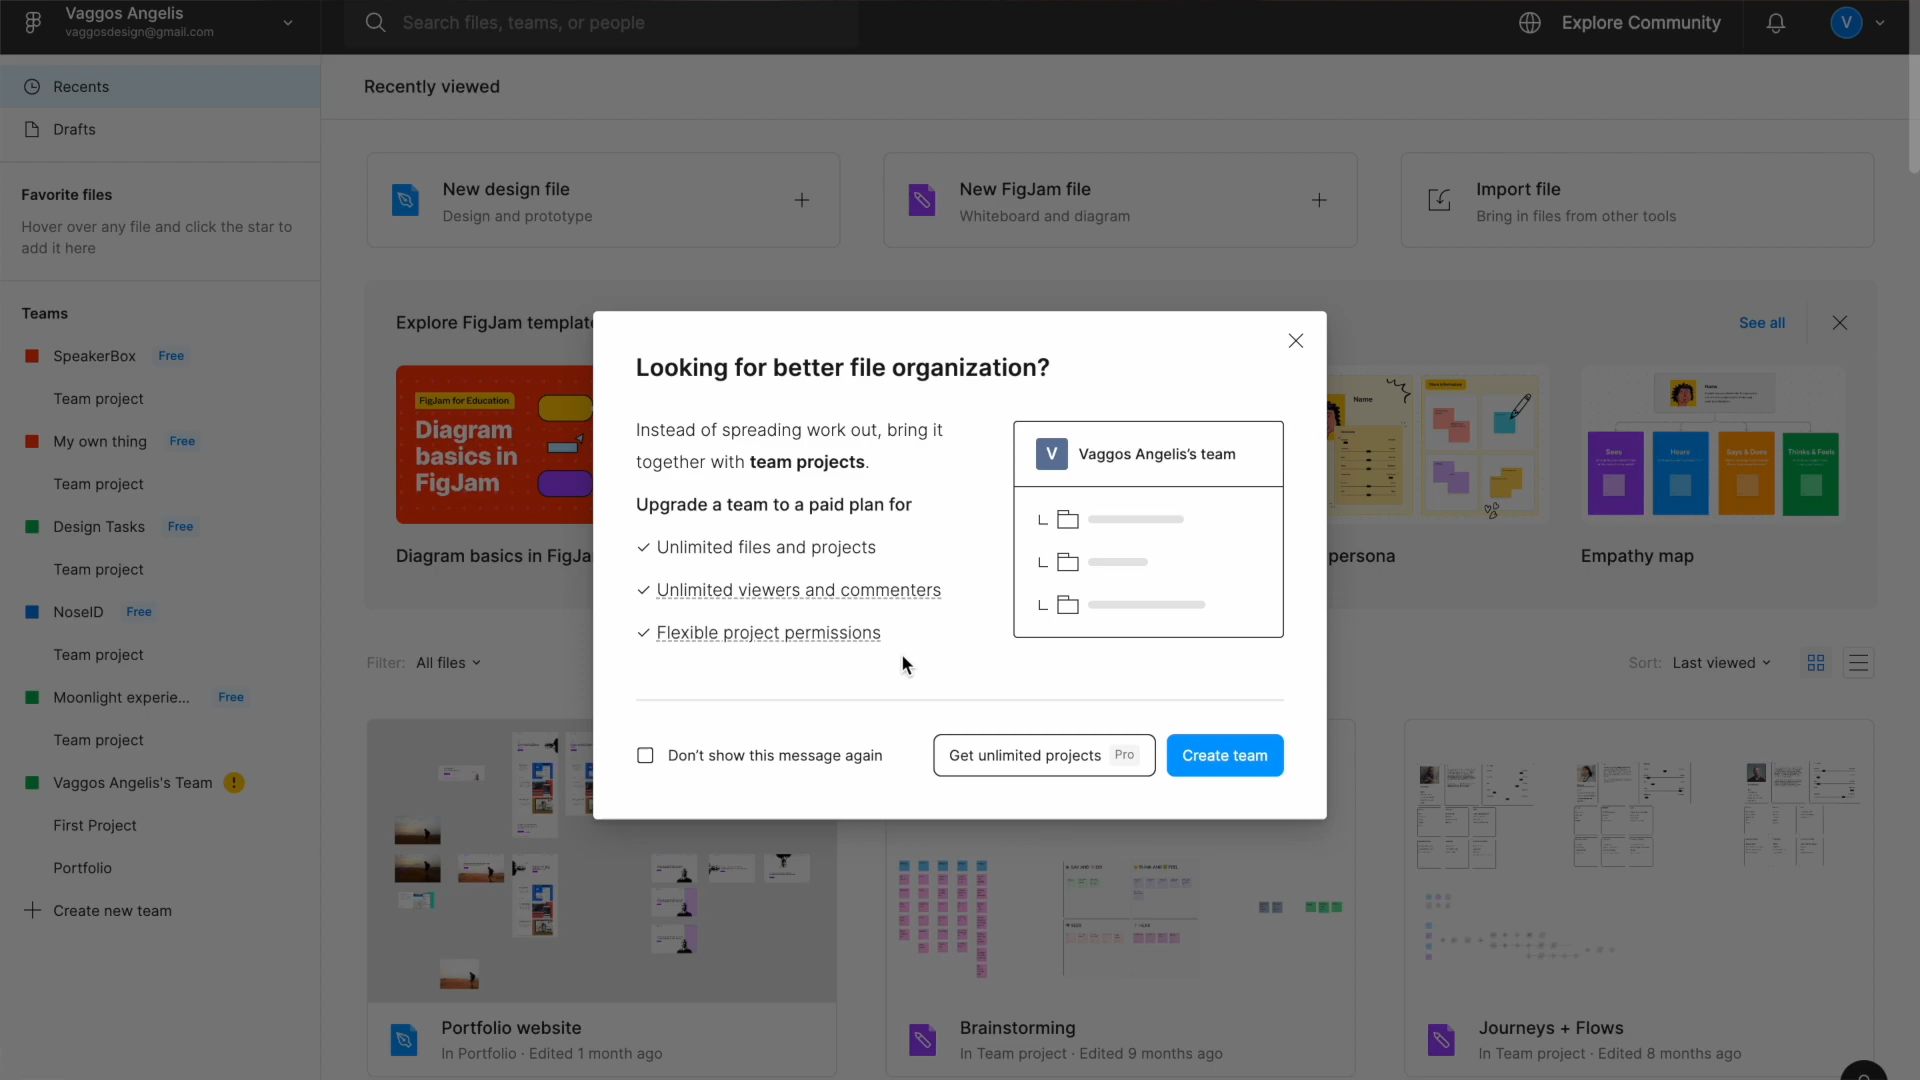 Vaggos Angelis
vaggosdesign@gmail.com
Search files, teams, or people
Explore Community
V
Recents
Drafts
Favorite files
Hover over any file and click the star to
add it here
Teams
SpeakerBox Free
Team project
My own thing Free
Team project
Design Tasks Free
Team project
NoseID Free
Team project
Moonlight experie... Free
Team project
Vaggos Angelis's Team
First Project
Portfolio
Create new team
Recently viewed
New design file
Design and prototype
New FigJam file
Whiteboard and diagram
Import file
Bring in files from other tools
Explore FigJam templat
See all
FigJam for Education
Diagram
basics in
FigJam
Diagram basics in FigJa
Name
persona
Sees
Hears
Says & Does
Thinks & Feels
Empathy map
Looking for better file organization?
Instead of spreading work out, bring it
together with team projects.
Upgrade a team to a paid plan for
Unlimited files and projects
Unlimited viewers and commenters
Flexible project permissions
V Vaggos Angelis's team
Don't show this message again
Get unlimited projects Pro
Create team
Filter: All files
Sort: Last viewed
Portfolio website
In Portfolio · Edited 1 month ago
Brainstorming
In Team project · Edited 9 months ago
Journeys + Flows
In Team project · Edited 8 months ago